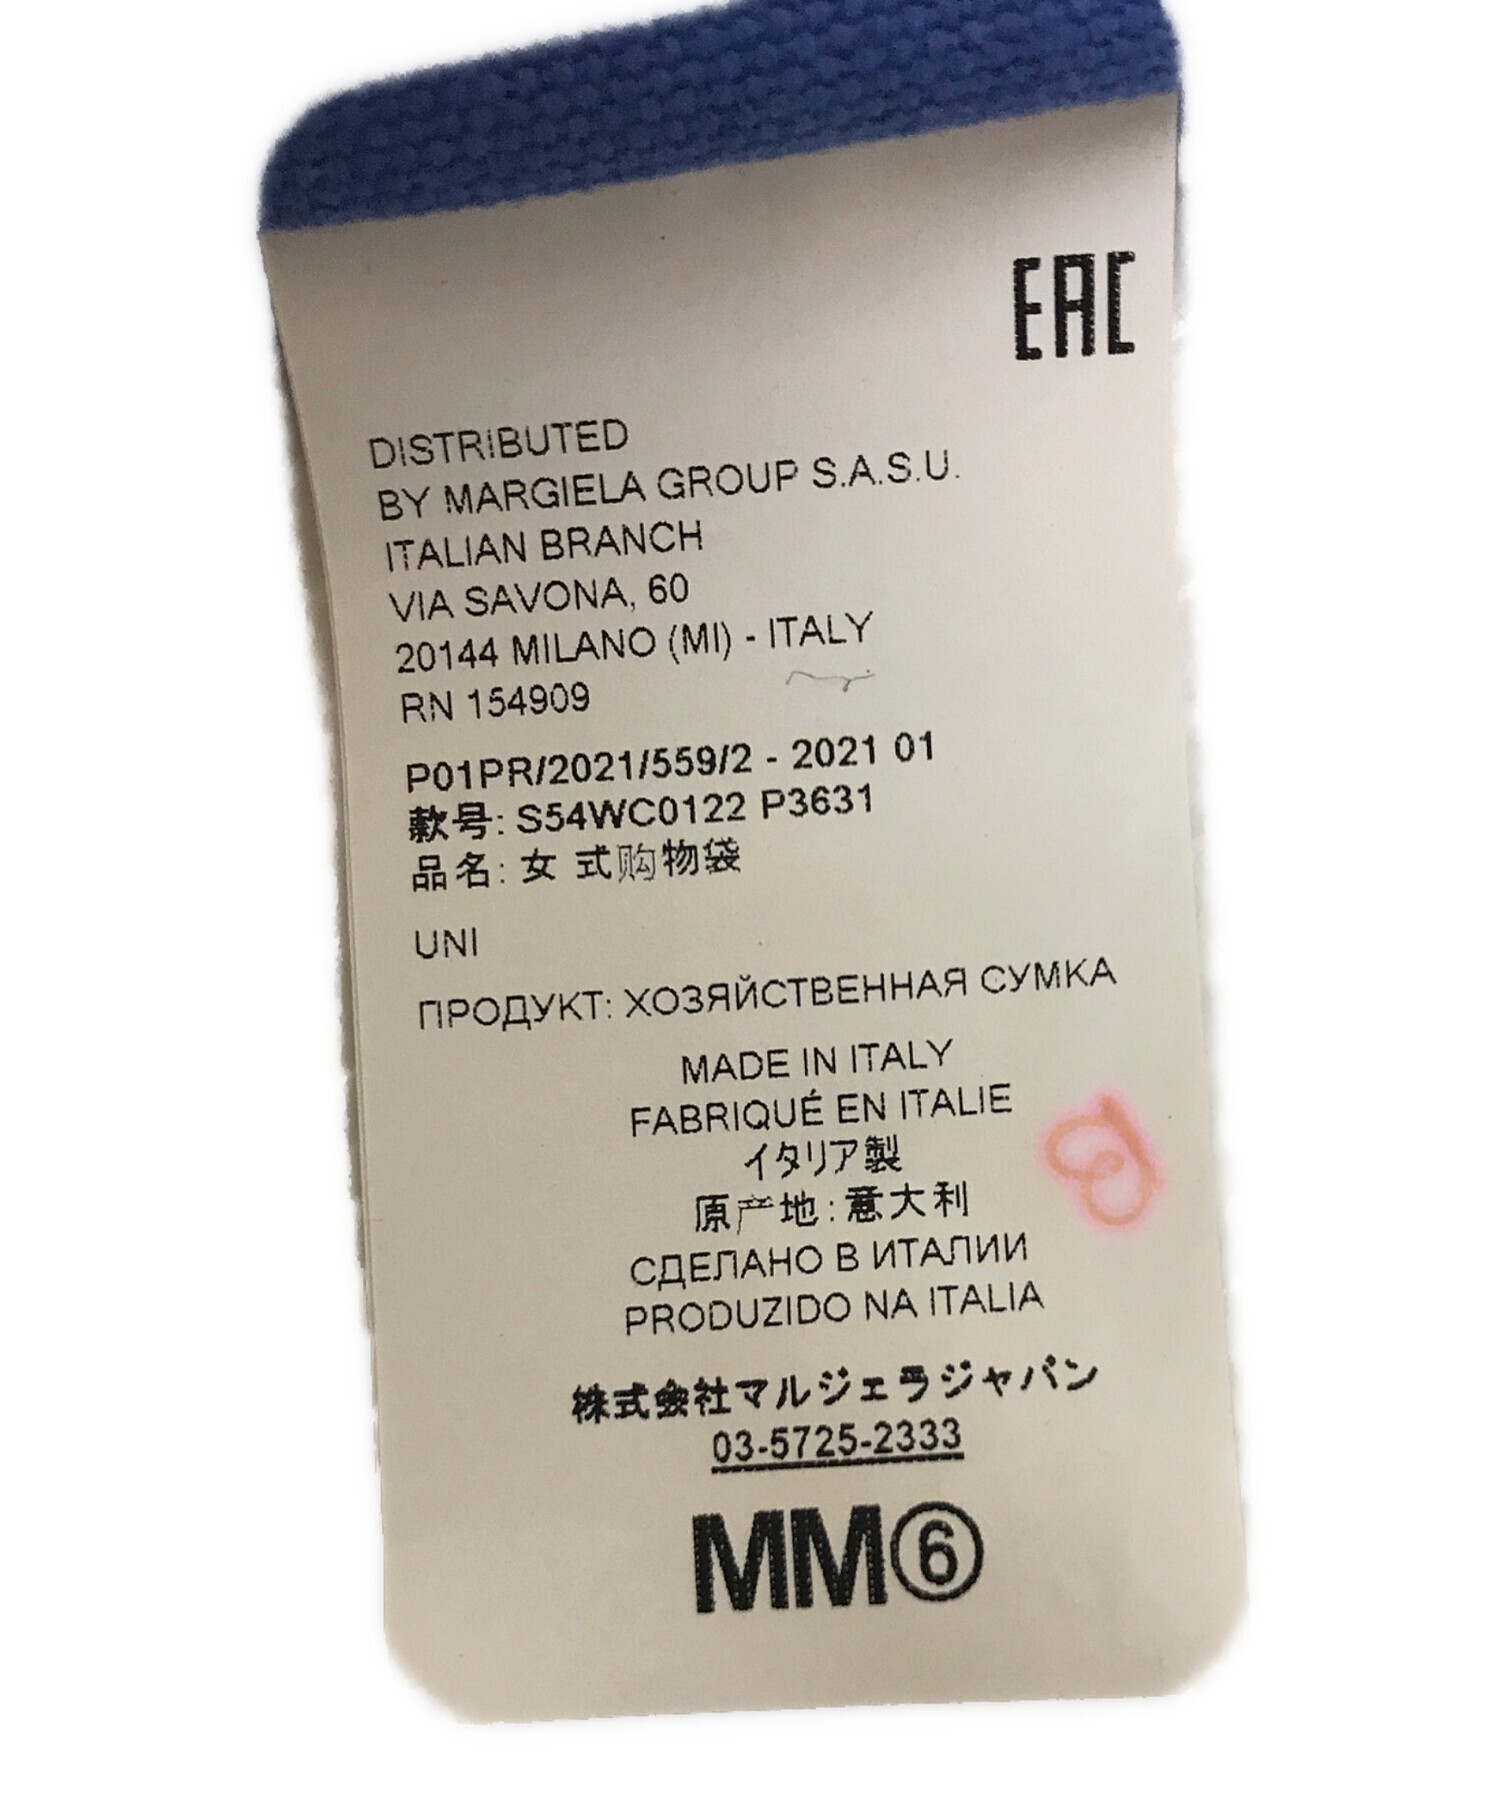 EAC
DISTRIBUTED
BY MARGIELA GROUP S.A.S.U.
ITALIAN BRANCH
VIA SAVONA, 60
20144 MILANO (MI) - ITALY
RN 154909
P01PR/2021/559/2 - 2021 01
款号: S54WC0122 P3631
品名: 女 式购物袋
UNI
ПРОДУКТ: ХОЗЯЙСТВЕННАЯ СУМКА
MADE IN ITALY
FABRIQUÉ EN ITALIE
イタリア製
原产地: 意大利
СДЕЛАНО В ИТАЛИИ
PRODUZIDO NA ITALIA
株式会社マルジェラジャパン
03-5725-2333
MM⑥